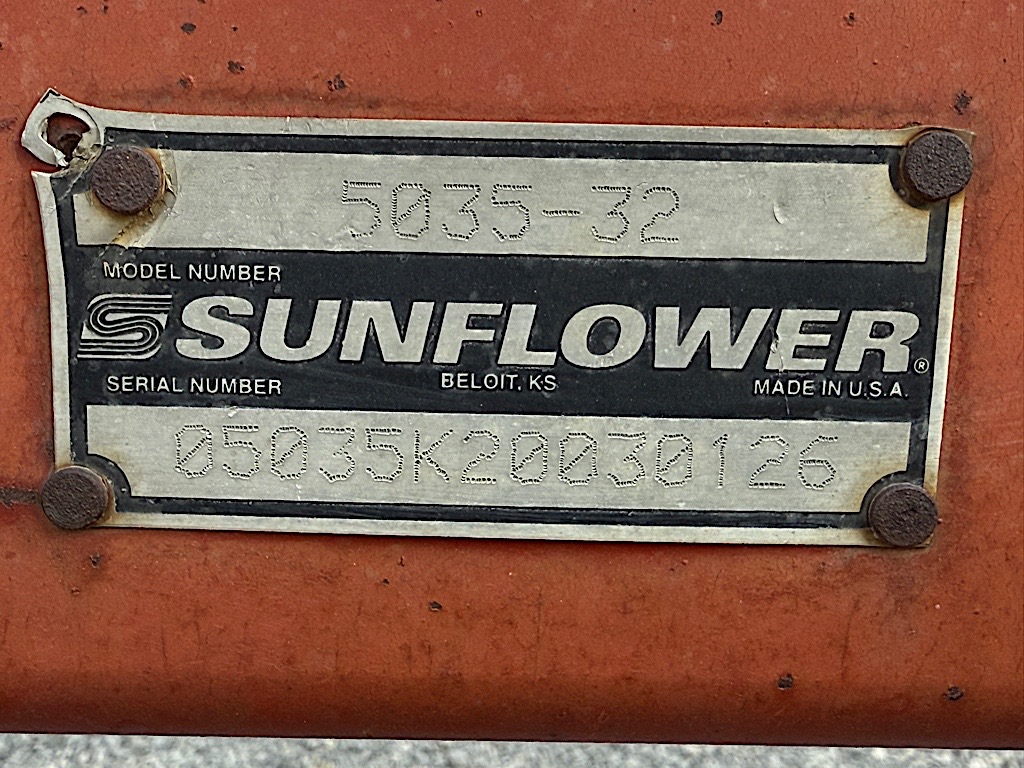 5035-32
MODEL NUMBER
SUNFLOWER®
SERIAL NUMBER BELOIT, KS MADE IN U.S.A.
05035K20030126